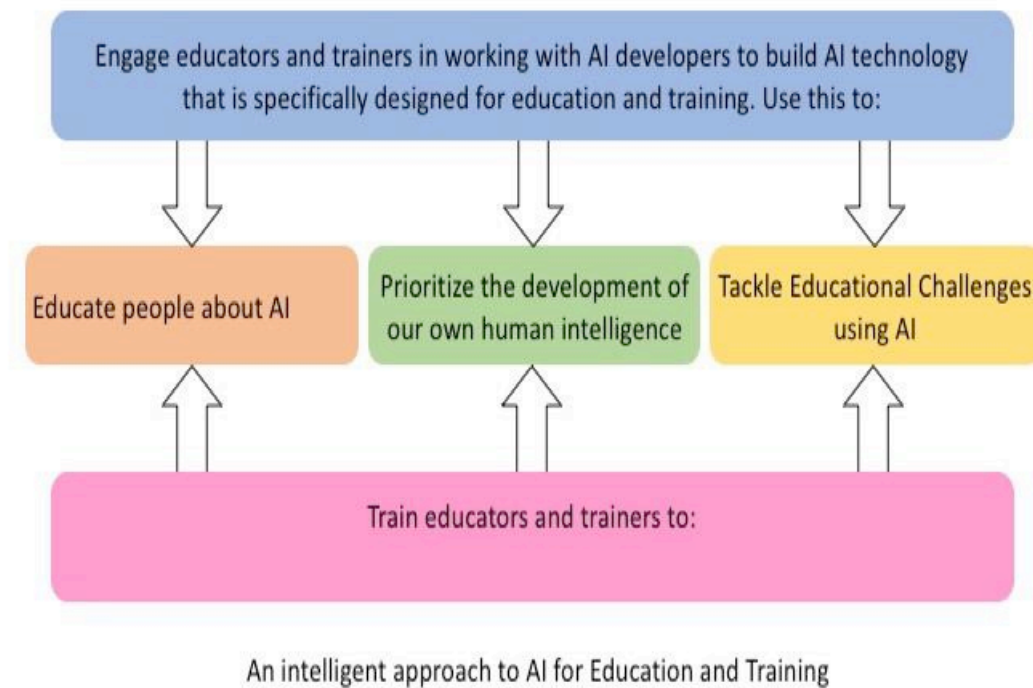 Engage educators and trainers in working with AI developers to build AI technology
that is specifically designed for education and training. Use this to:
Educate people about AI
Prioritize the development of
our own human intelligence
Tackle Educational Challenges
using AI
Train educators and trainers to:
An intelligent approach to AI for Education and Training